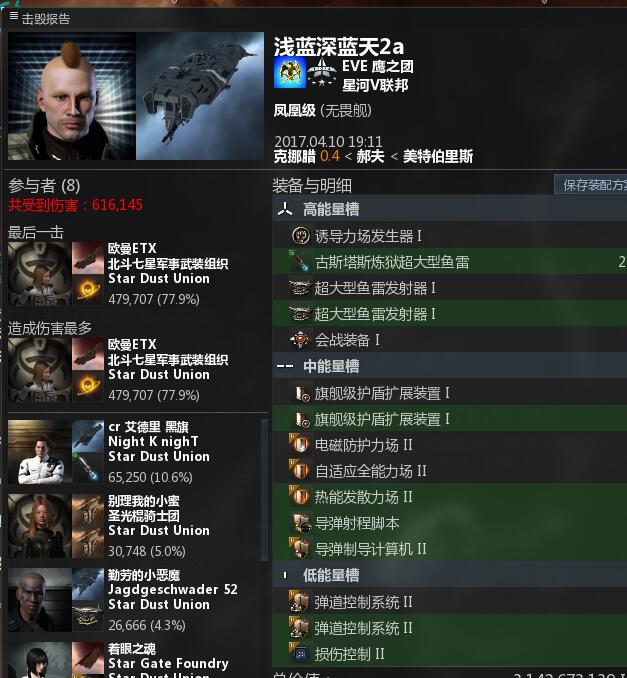 击毁报告
浅蓝深蓝天2a
EVE 鹰之团
星河V联邦
凤凰级 (无畏舰)
2017.04.10 19:11
克挪腊 0.4 < 郝夫 < 美特伯里斯
参与者 (8)
共受到伤害：616,145
最后一击
欧曼ETX
北斗七星军事武装组织
Star Dust Union
479,707 (77.9%)
造成伤害最多
欧曼ETX
北斗七星军事武装组织
Star Dust Union
479,707 (77.9%)
cr 艾德里 黑旗
Night K nighT
Star Dust Union
65,250 (10.6%)
别理我的小蜜
圣光棍骑士团
Star Dust Union
30,748 (5.0%)
勤劳的小恶魔
Jagdgeschwader 52
Star Dust Union
26,666 (4.3%)
若眼之魂
Star Gate Foundry
装备与明细
保存装配方案
高能量槽
诱导力场发生器 I
古斯塔斯炼狱超大型鱼雷 2
超大型鱼雷发射器 I
超大型鱼雷发射器 I
会战装备 I
中能量槽
旗舰级护盾扩展装置 I
旗舰级护盾扩展装置 I
电磁防护力场 II
自适应全能力场 II
热能发散力场 II
导弹射程脚本
导弹制导计算机 II
低能量槽
弹道控制系统 II
弹道控制系统 II
损伤控制 II